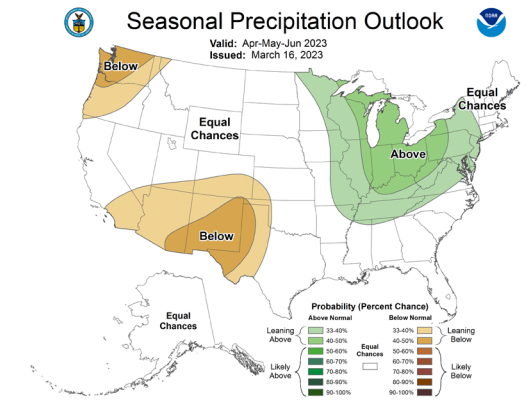 Seasonal Precipitation Outlook
NOAA
Valid: Apr-May-Jun 2023
Issued: March 16, 2023
Below
Equal
Chances
Equal
Chances
Above
Below
Equal
Chances
Probability (Percent Chance)
Above Normal
Below Normal
Leaning
Above
33-40%
40-50%
Likely
Above
50-60%
60-70%
70-80%
80-90%
90-100%
Equal
Chances
33-40%
40-50%
Leaning
Below
50-60%
60-70%
70-80%
80-90%
90-100%
Likely
Below